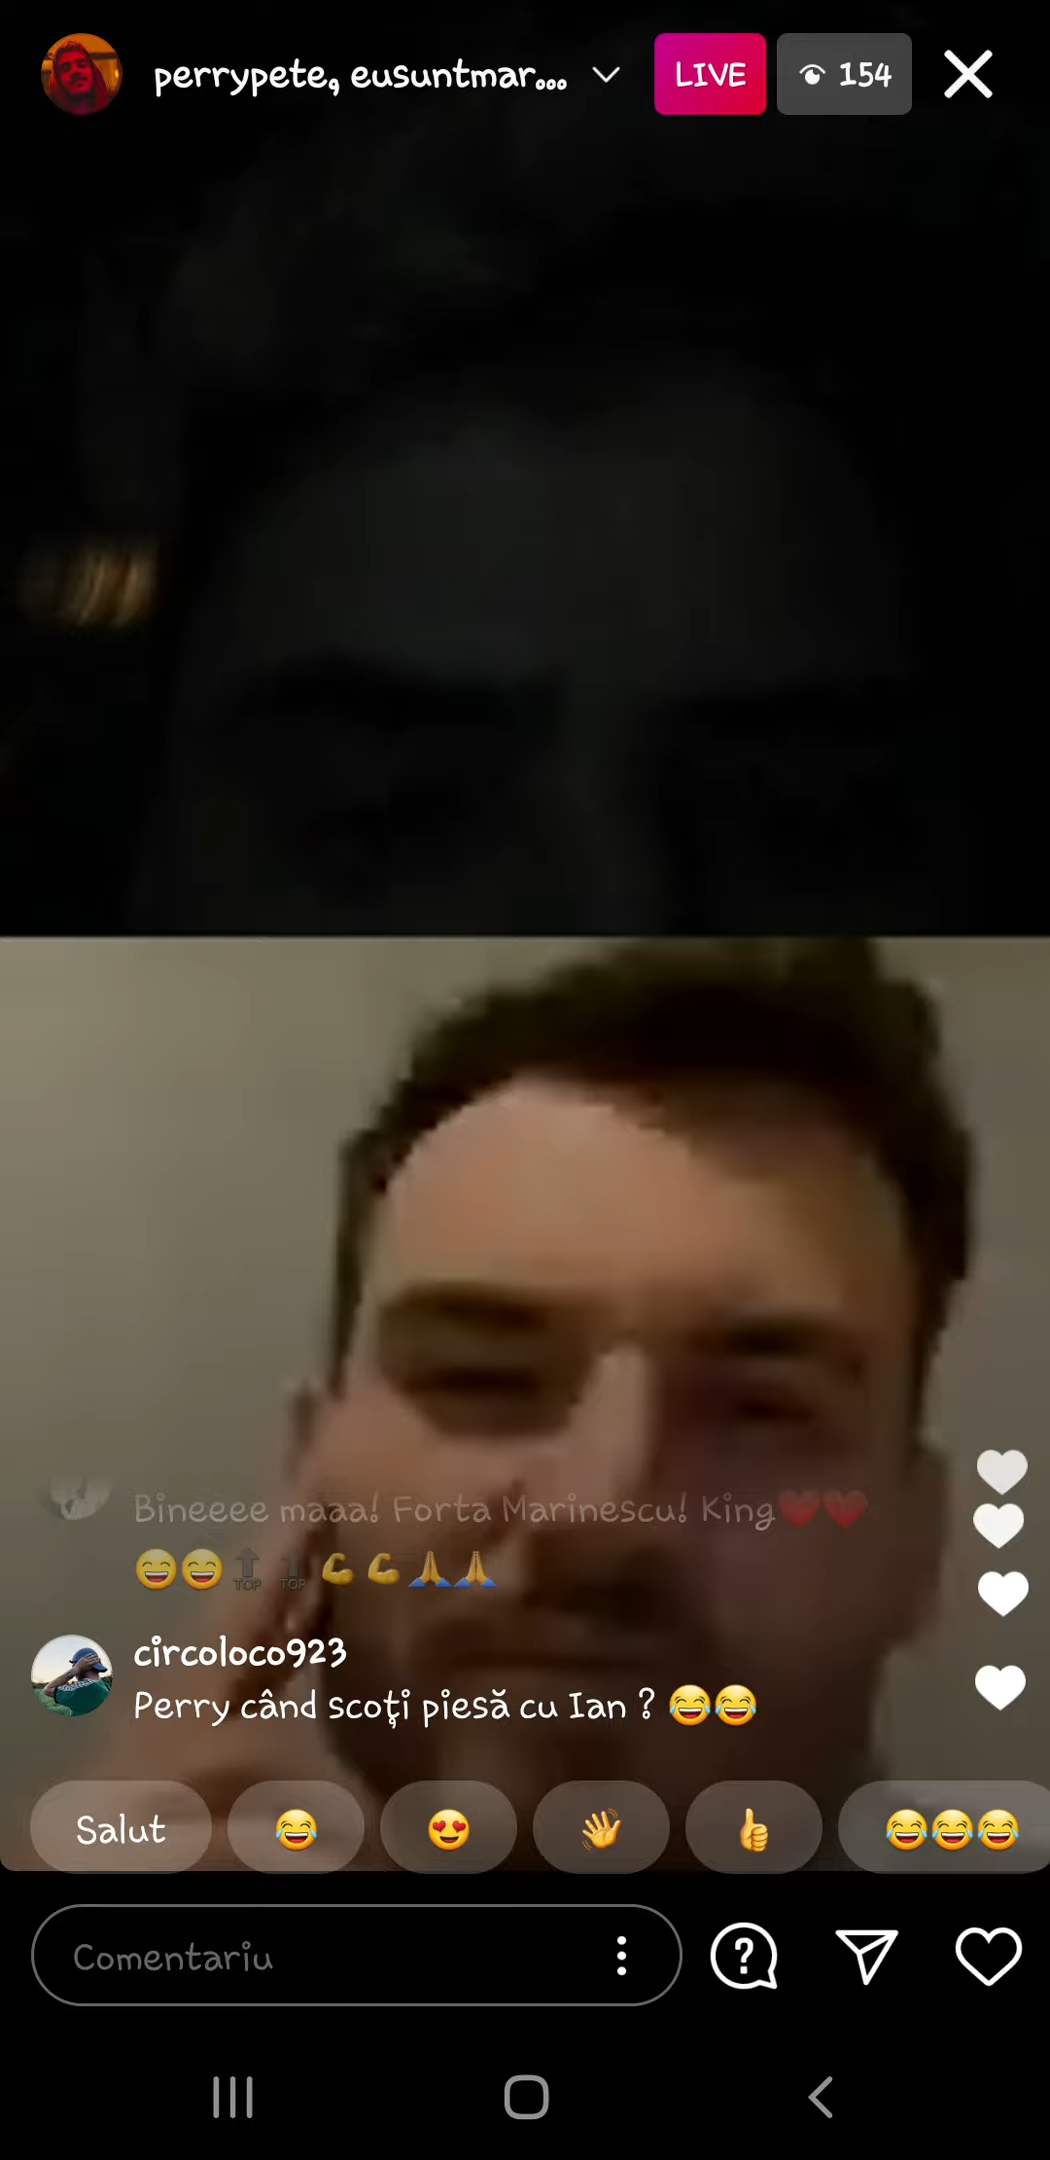 perrypete, eusuntmar...
LIVE
154
Bineeee maaa! Forta Marinescu! King❤️❤️
😄😄🔝🔝💪💪🙏🙏
circoloco923
Perry când scoţi piesă cu Ian ? 😂😂
Salut 😂 😍 👋 👍 😂😂😂
Comentariu